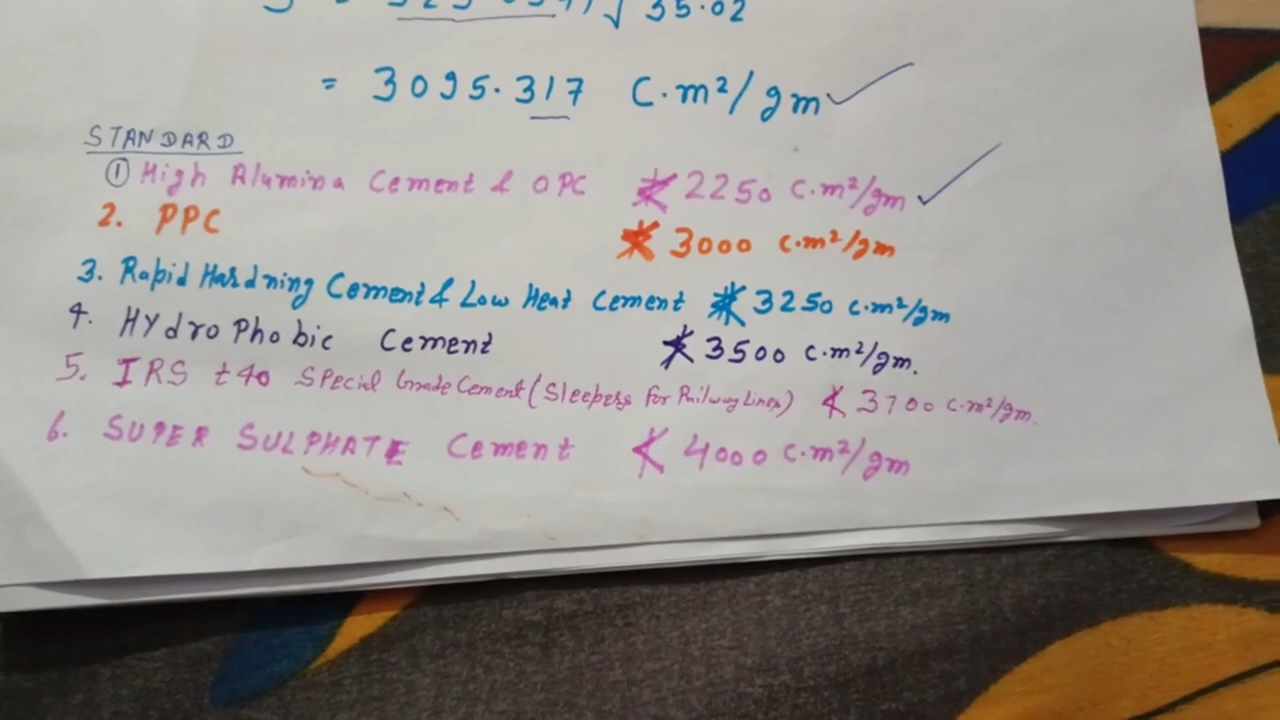 35.02
= 3095.317 C.m²/gm
STANDARD
① High Alumina Cement & OPC ≮ 2250 C.m²/gm
2. PPC ≮ 3000 C.m²/gm
3. Rapid Hardning Cement & Low Heat Cement ≮ 3250 C.m²/gm
4. HYdroPhobic Cement ≮ 3500 C.m²/gm.
5. IRS t40 SPecial Grade Cement (Sleepers for Railway Lines) < 3700 C.m²/gm.
6. SUPER SULPHATE Cement < 4000 C.m²/gm